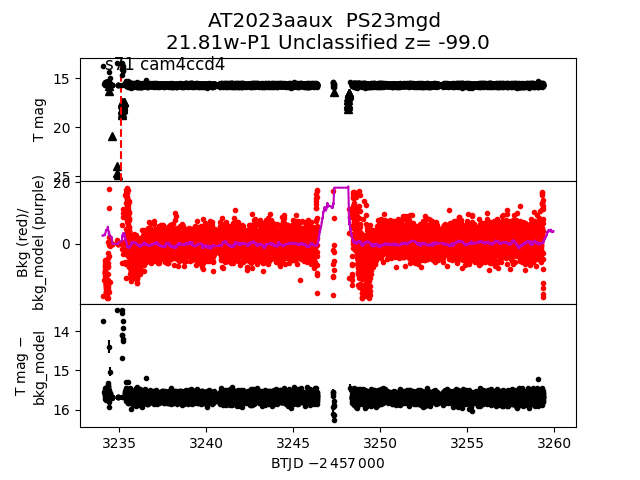 AT2023aaux PS23mgd
21.81w-P1 Unclassified z= -99.0
s71 cam4ccd4
15
20
25
T mag
20
0
Bkg (red)/
bkg_model (purple)
14
15
16
T mag −
bkg_model
3235 3240 3245 3250 3255 3260
BTJD −2 457 000